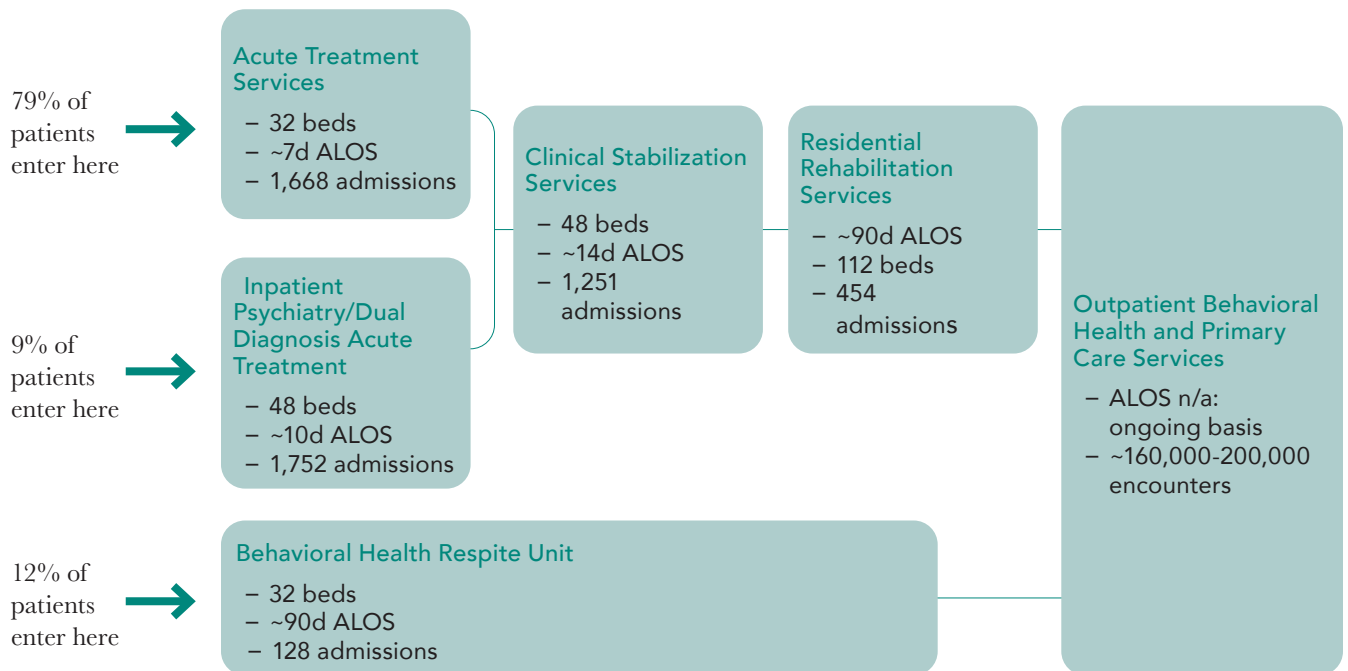 79% of
patients
enter here
Acute Treatment
Services
– 32 beds
– ~7d ALOS
– 1,668 admissions
9% of
patients
enter here
Inpatient
Psychiatry/Dual
Diagnosis Acute
Treatment
– 48 beds
– ~10d ALOS
– 1,752 admissions
Clinical Stabilization
Services
– 48 beds
– ~14d ALOS
– 1,251
admissions
Residential
Rehabilitation
Services
– ~90d ALOS
– 112 beds
– 454
admissions
Outpatient Behavioral
Health and Primary
Care Services
– ALOS n/a:
ongoing basis
– ~160,000-200,000
encounters
12% of
patients
enter here
Behavioral Health Respite Unit
– 32 beds
– ~90d ALOS
– 128 admissions